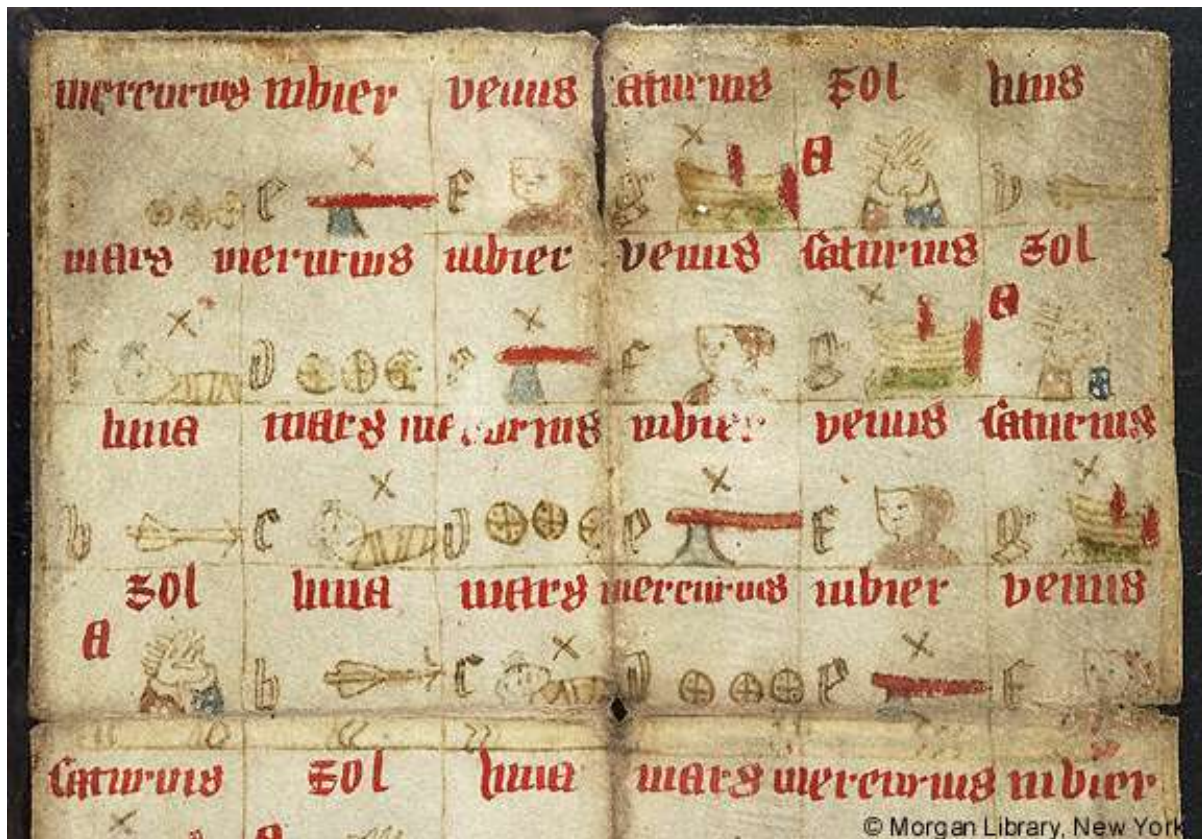 mercurius iubier venus saturnus sol
e f g A b
mars mercurius iubier venus saturnus sol
c d e f g A
luna mars mercurius iubier venus saturnus
b c d e f g
sol luna mars mercurius iubier venus
A b c d e f
saturnus sol luna mars mercurius iubier
© Morgan Library, New York